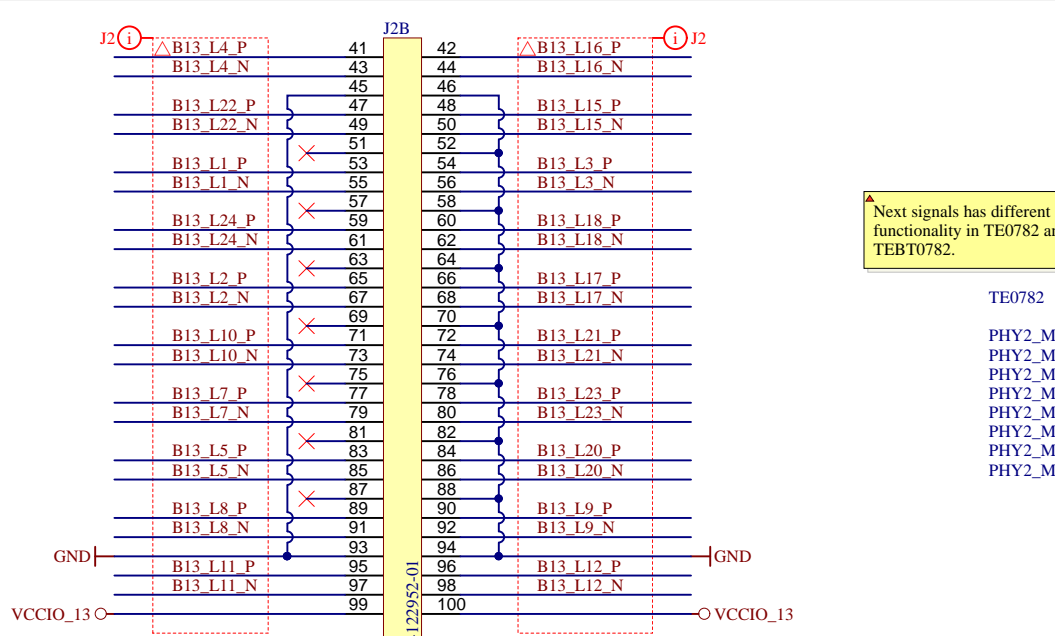 J2B
J2 i B13_L4_P 41 42 B13_L16_P i J2
B13_L4_N 43 44 B13_L16_N
45 46
B13_L22_P 47 48 B13_L15_P
B13_L22_N 49 50 B13_L15_N
51 52
B13_L1_P 53 54 B13_L3_P
B13_L1_N 55 56 B13_L3_N
57 58
B13_L24_P 59 60 B13_L18_P
B13_L24_N 61 62 B13_L18_N
63 64
B13_L2_P 65 66 B13_L17_P
B13_L2_N 67 68 B13_L17_N
69 70
B13_L10_P 71 72 B13_L21_P
B13_L10_N 73 74 B13_L21_N
75 76
B13_L7_P 77 78 B13_L23_P
B13_L7_N 79 80 B13_L23_N
81 82
B13_L5_P 83 84 B13_L20_P
B13_L5_N 85 86 B13_L20_N
87 88
B13_L8_P 89 90 B13_L9_P
B13_L8_N 91 92 B13_L9_N
GND 93 94 GND
B13_L11_P 95 96 B13_L12_P
B13_L11_N 97 98 B13_L12_N
VCCIO_13 99 100 VCCIO_13
-122952-01
Next signals has different
functionality in TE0782
TEBT0782.
TE0782
PHY2_M
PHY2_M
PHY2_M
PHY2_M
PHY2_M
PHY2_M
PHY2_M
PHY2_M